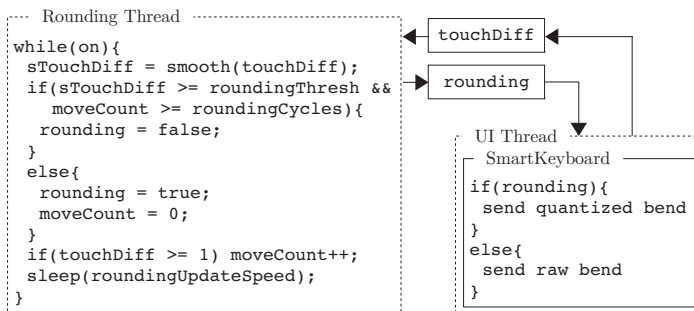 Rounding Thread
while(on){
sTouchDiff = smooth(touchDiff);
if(sTouchDiff >= roundingThresh &&
moveCount >= roundingCycles){
rounding = false;
}
else{
rounding = true;
moveCount = 0;
}
if(touchDiff >= 1) moveCount++;
sleep(roundingUpdateSpeed);
}
touchDiff
rounding
UI Thread
SmartKeyboard
if(rounding){
send quantized bend
}
else{
send raw bend
}